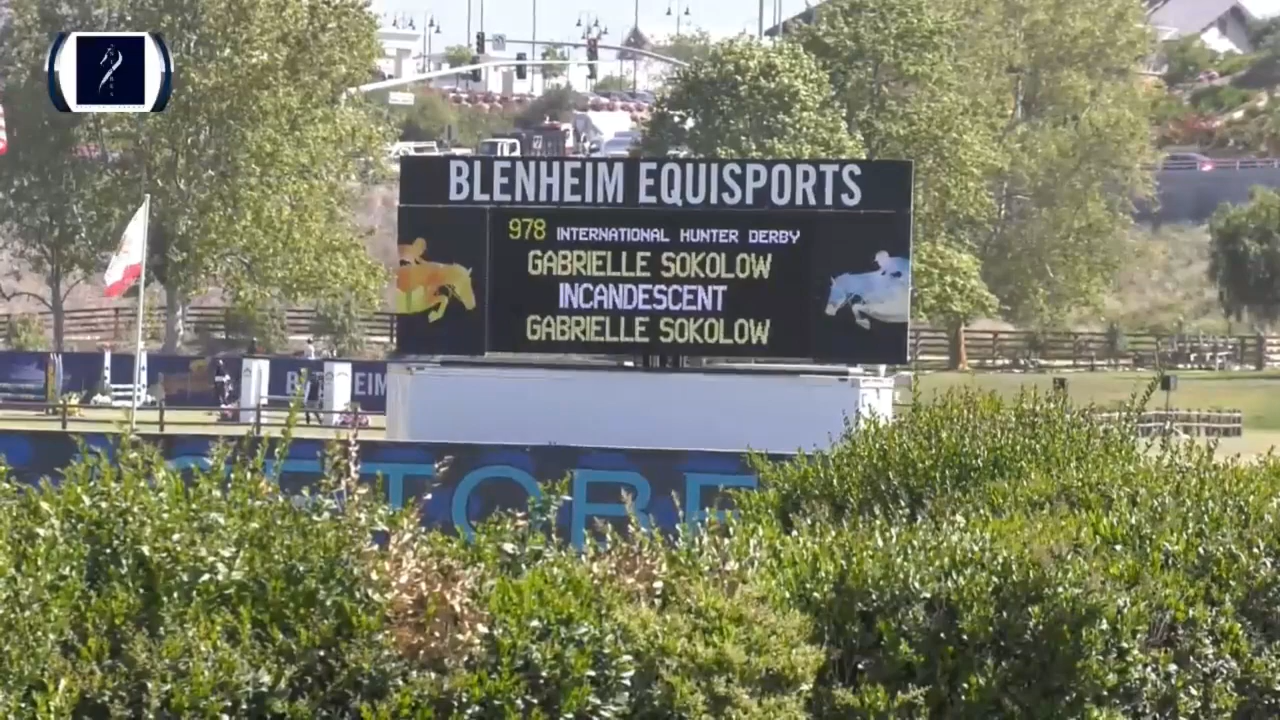 BLENHEIM EQUISPORTS
978 INTERNATIONAL HUNTER DERBY
GABRIELLE SOKOLOW
INCANDESCENT
GABRIELLE SOKOLOW